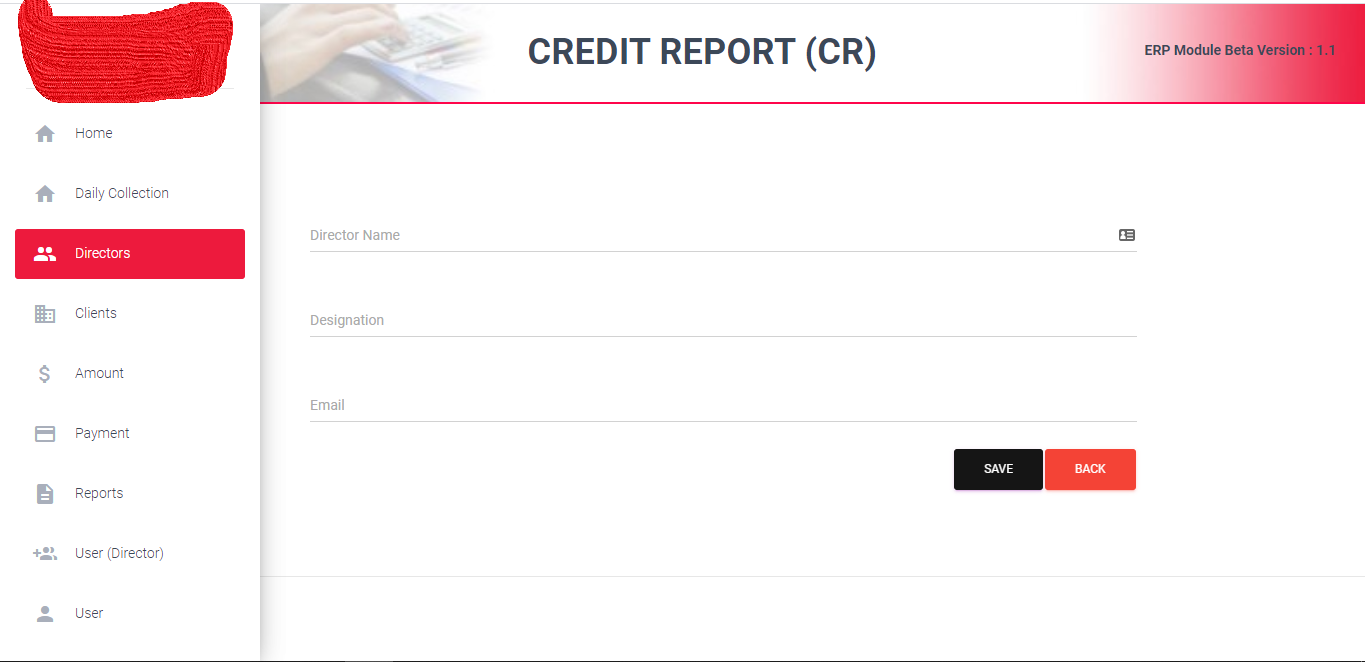 CREDIT REPORT (CR)
ERP Module Beta Version : 1.1
Home
Daily Collection
Directors
Clients
Amount
Payment
Reports
User (Director)
User
Director Name
Designation
Email
SAVE
BACK